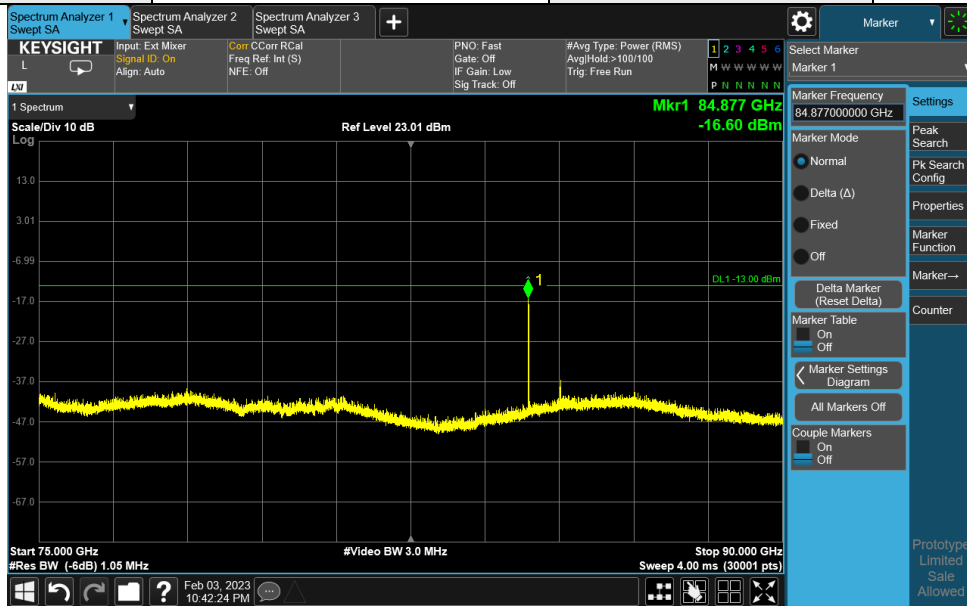 Spectrum Analyzer 1
Swept SA
Spectrum Analyzer 2
Swept SA
Spectrum Analyzer 3
Swept SA
Marker
KEYSIGHT
L
LXI
Input: Ext Mixer
Signal ID: On
Align: Auto
Corr CCorr RCal
Freq Ref: Int (S)
NFE: Off
PNO: Fast
Gate: Off
IF Gain: Low
Sig Track: Off
#Avg Type: Power (RMS)
Avg|Hold:>100/100
Trig: Free Run
1 2 3 4 5 6
M W W W W W
P N N N N N
Select Marker
Marker 1
1 Spectrum
Scale/Div 10 dB
Log
Ref Level 23.01 dBm
Mkr1 84.877 GHz
-16.60 dBm
13.0
3.01
-6.99
-17.0
-27.0
-37.0
-47.0
-57.0
-67.0
1
DL1 -13.00 dBm
Start 75.000 GHz
#Res BW (-6dB) 1.05 MHz
#Video BW 3.0 MHz
Stop 90.000 GHz
Sweep 4.00 ms (30001 pts)
Marker Frequency
84.877000000 GHz
Marker Mode
Normal
Delta (Δ)
Fixed
Off
Delta Marker
(Reset Delta)
Marker Table
On
Off
Marker Settings
Diagram
All Markers Off
Couple Markers
On
Off
Settings
Peak
Search
Pk Search
Config
Properties
Marker
Function
Marker→
Counter
Prototype
Limited
Sale
Allowed
?
Feb 03, 2023
10:42:24 PM